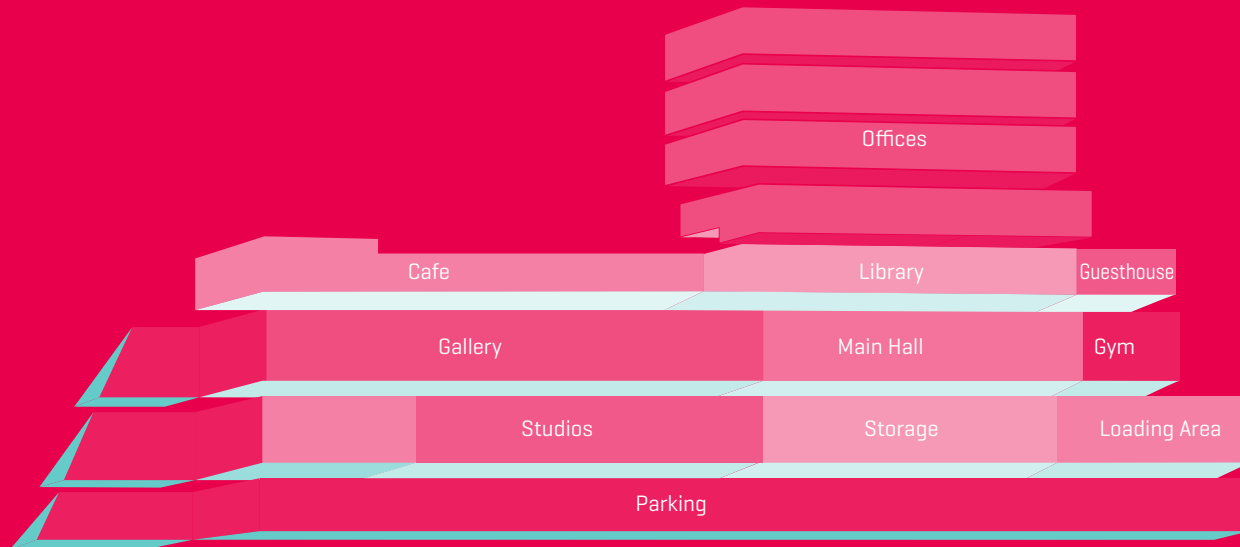 Offices
Cafe
Library
Guesthouse
Gallery
Main Hall
Gym
Studios
Storage
Loading Area
Parking